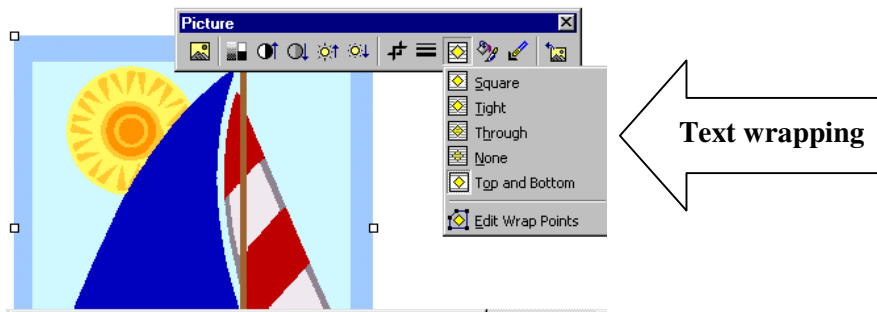 Picture
Square
Tight
Through
None
Top and Bottom
Edit Wrap Points
Text wrapping